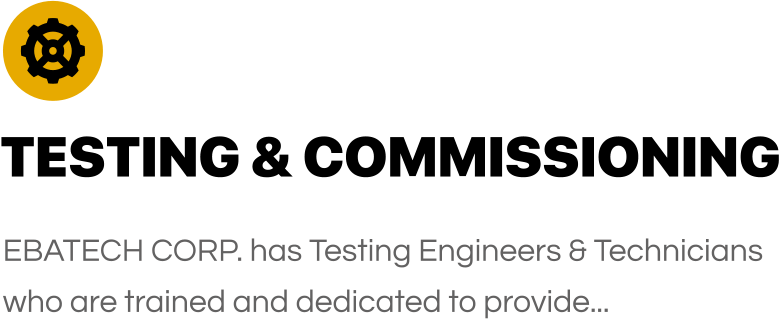 TESTING & COMMISSIONING
EBATECH CORP. has Testing Engineers & Technicians
who are trained and dedicated to provide...